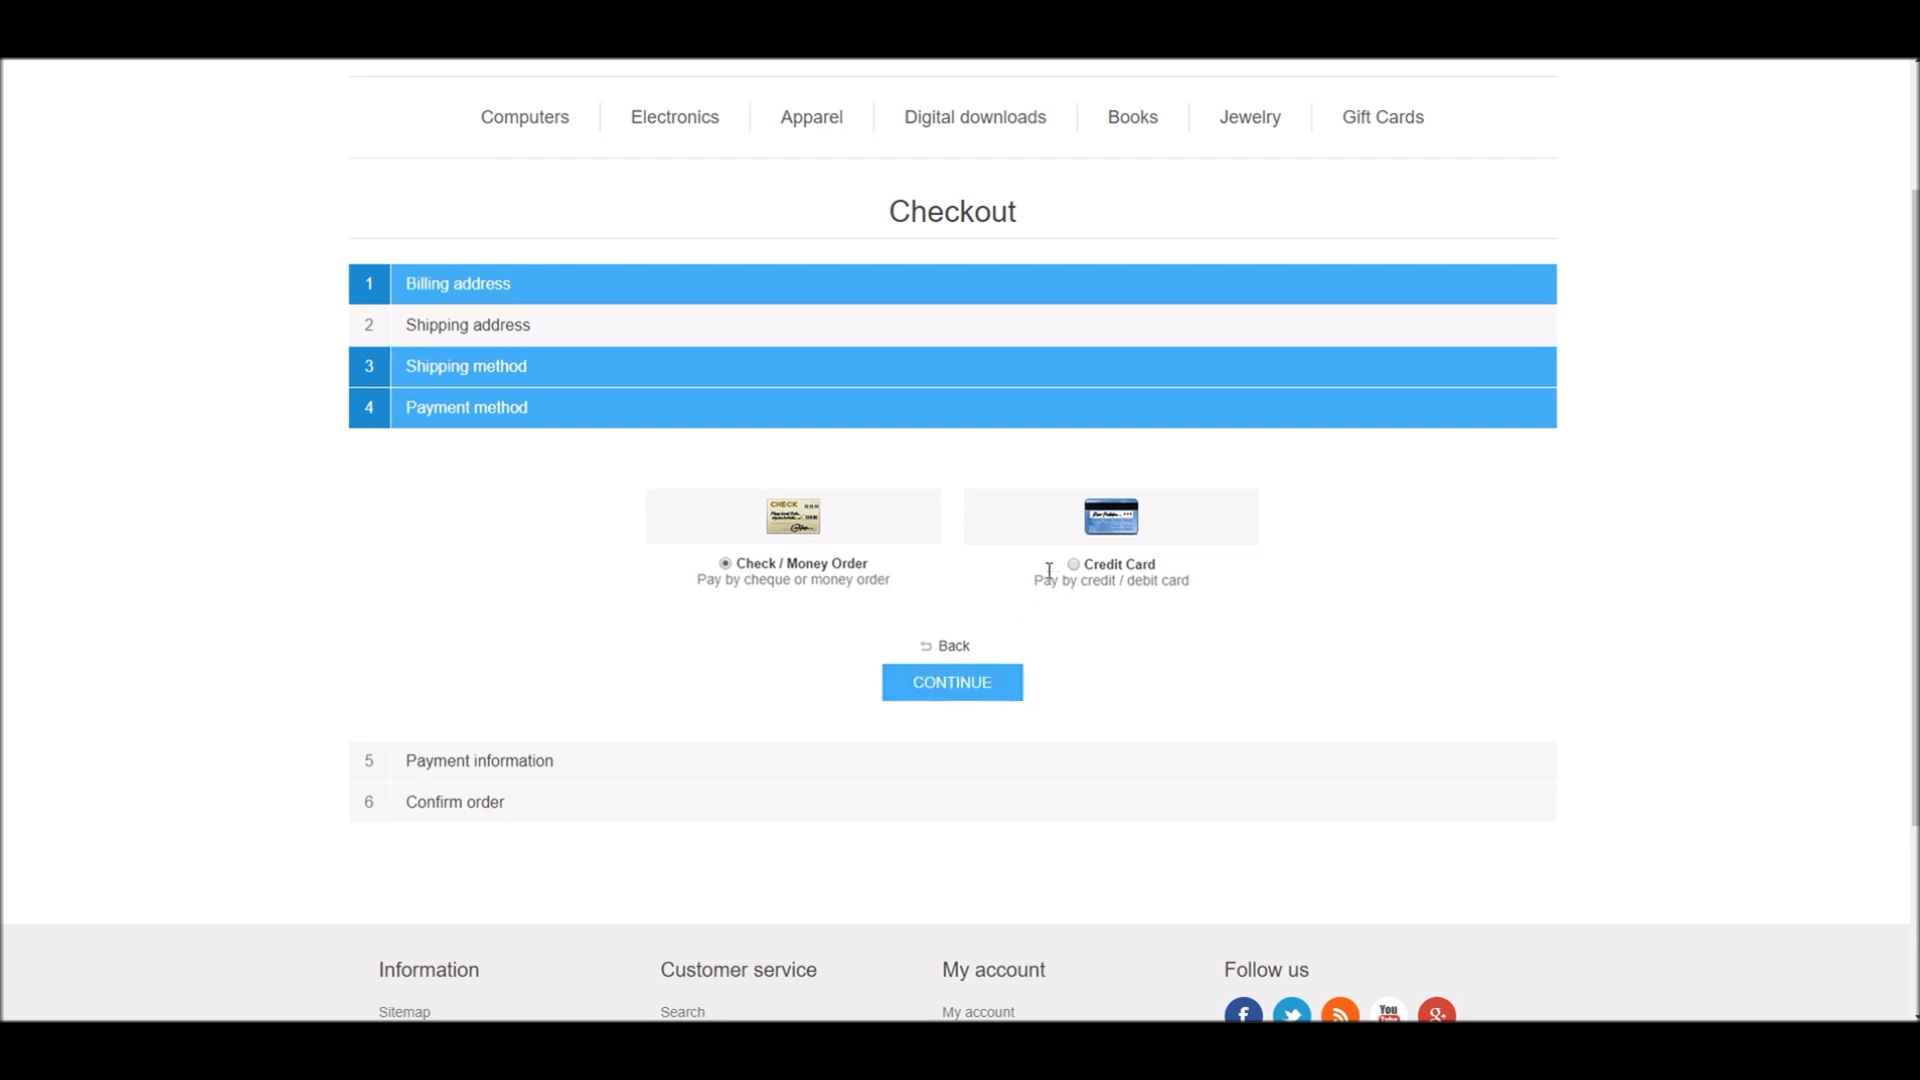 Computers Electronics Apparel Digital downloads Books Jewelry Gift Cards
Checkout
1 Billing address
2 Shipping address
3 Shipping method
4 Payment method
CHECK
Check / Money Order
Pay by cheque or money order
Credit Card
Pay by credit / debit card
Back
CONTINUE
5 Payment information
6 Confirm order
Information Customer service My account Follow us
Sitemap Search My account
You